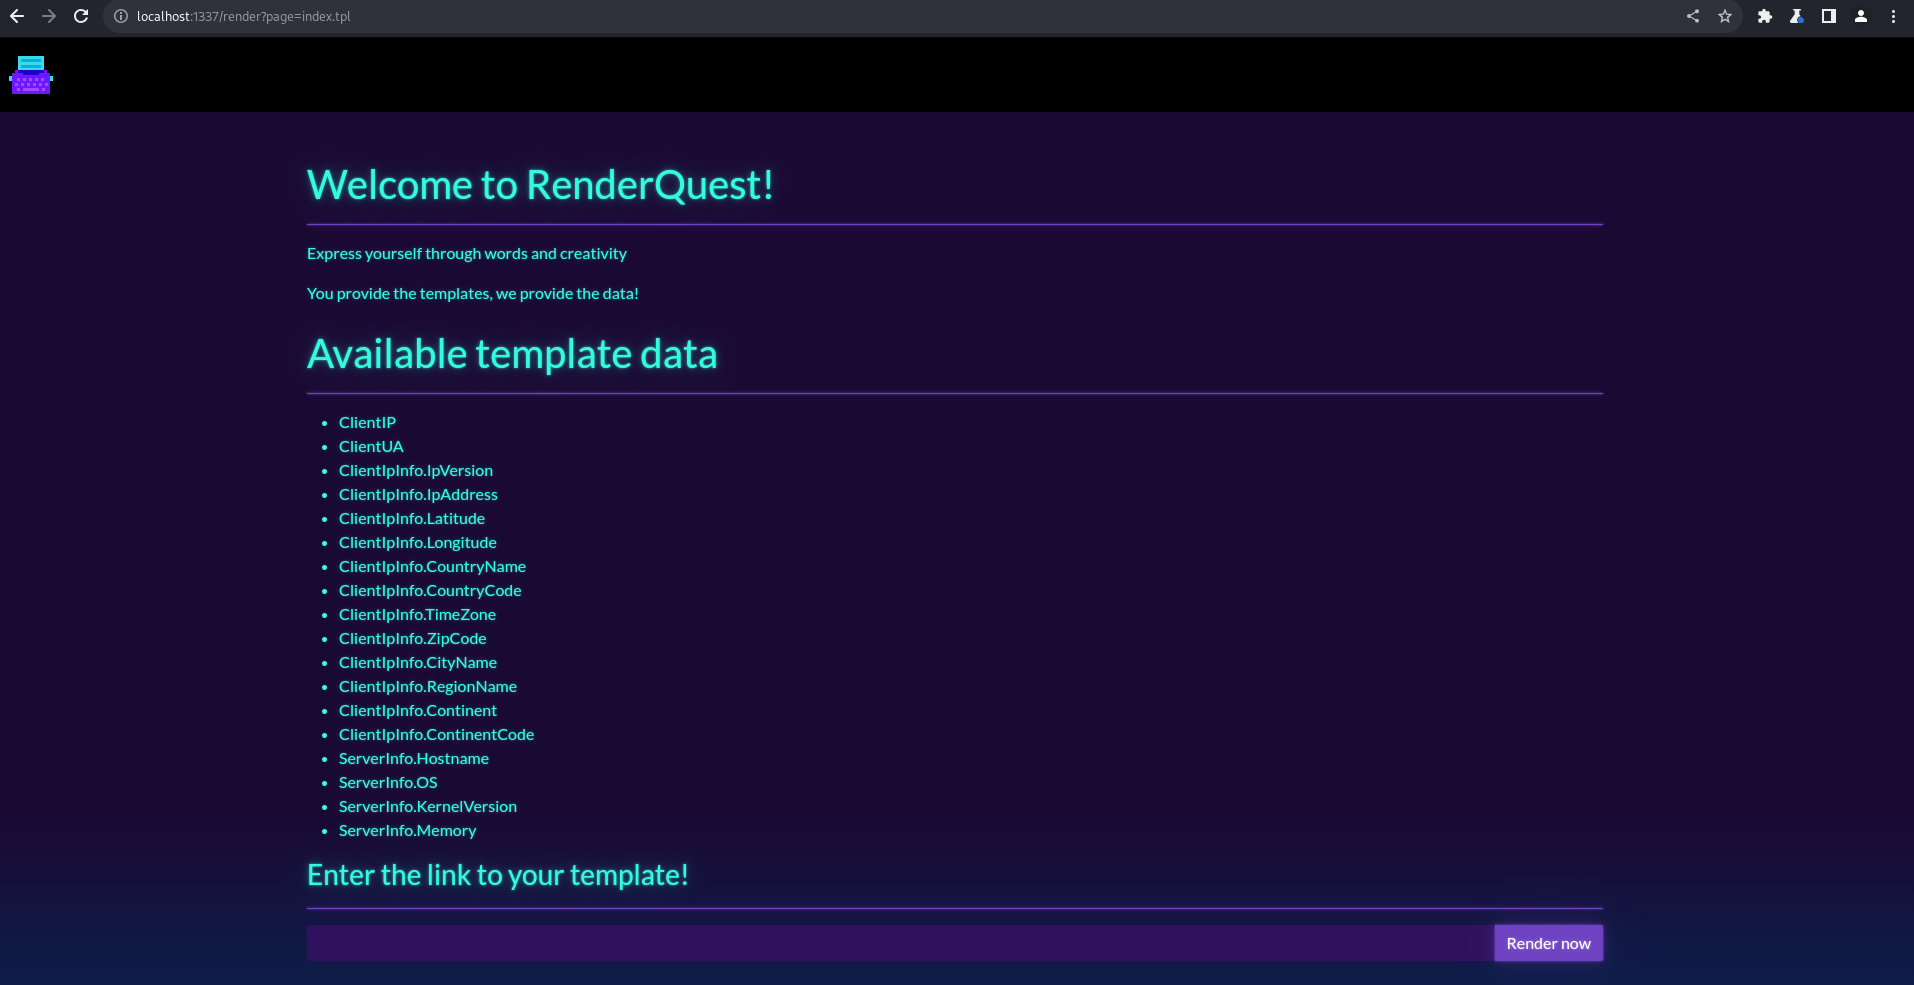 localhost:1337/render?page=index.tpl
Welcome to RenderQuest!
Express yourself through words and creativity
You provide the templates, we provide the data!
Available template data
• ClientIP
• ClientUA
• ClientIpInfo.IpVersion
• ClientIpInfo.IpAddress
• ClientIpInfo.Latitude
• ClientIpInfo.Longitude
• ClientIpInfo.CountryName
• ClientIpInfo.CountryCode
• ClientIpInfo.TimeZone
• ClientIpInfo.ZipCode
• ClientIpInfo.CityName
• ClientIpInfo.RegionName
• ClientIpInfo.Continent
• ClientIpInfo.ContinentCode
• ServerInfo.Hostname
• ServerInfo.OS
• ServerInfo.KernelVersion
• ServerInfo.Memory
Enter the link to your template!
Render now